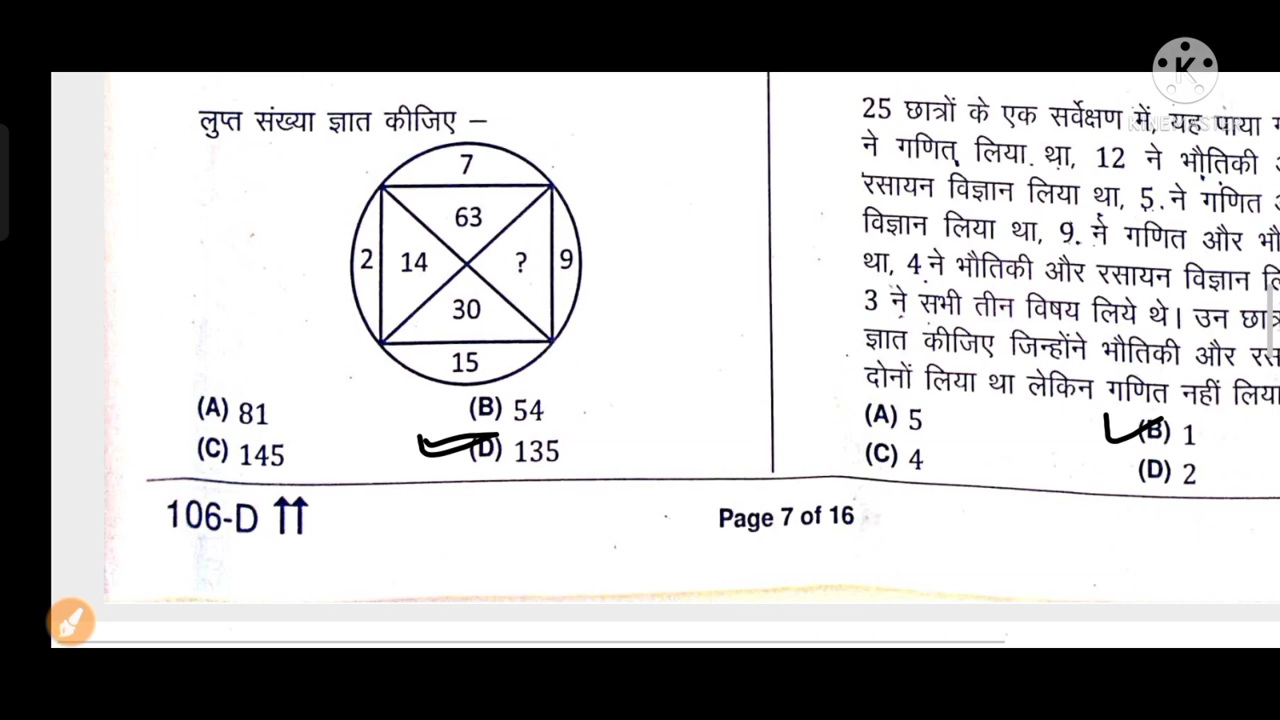 लुप्त संख्या ज्ञात कीजिए –
7
63
2 14 ? 9
30
15
(A) 81 (B) 54
(C) 145 (D) 135
25 छात्रों के एक सर्वेक्षण में, यह पाया
ने गणित लिया था, 12 ने भौतिकी
रसायन विज्ञान लिया था, 5 ने गणित
विज्ञान लिया था, 9 ने गणित और
था, 4 ने भौतिकी और रसायन विज्ञान
3 ने सभी तीन विषय लिये थे। उन
ज्ञात कीजिए जिन्होंने भौतिकी और
दोनों लिया था लेकिन गणित नहीं लिया
(A) 5 (B) 1
(C) 4 (D) 2
106-D ⇈
Page 7 of 16
K
KINEMASTER